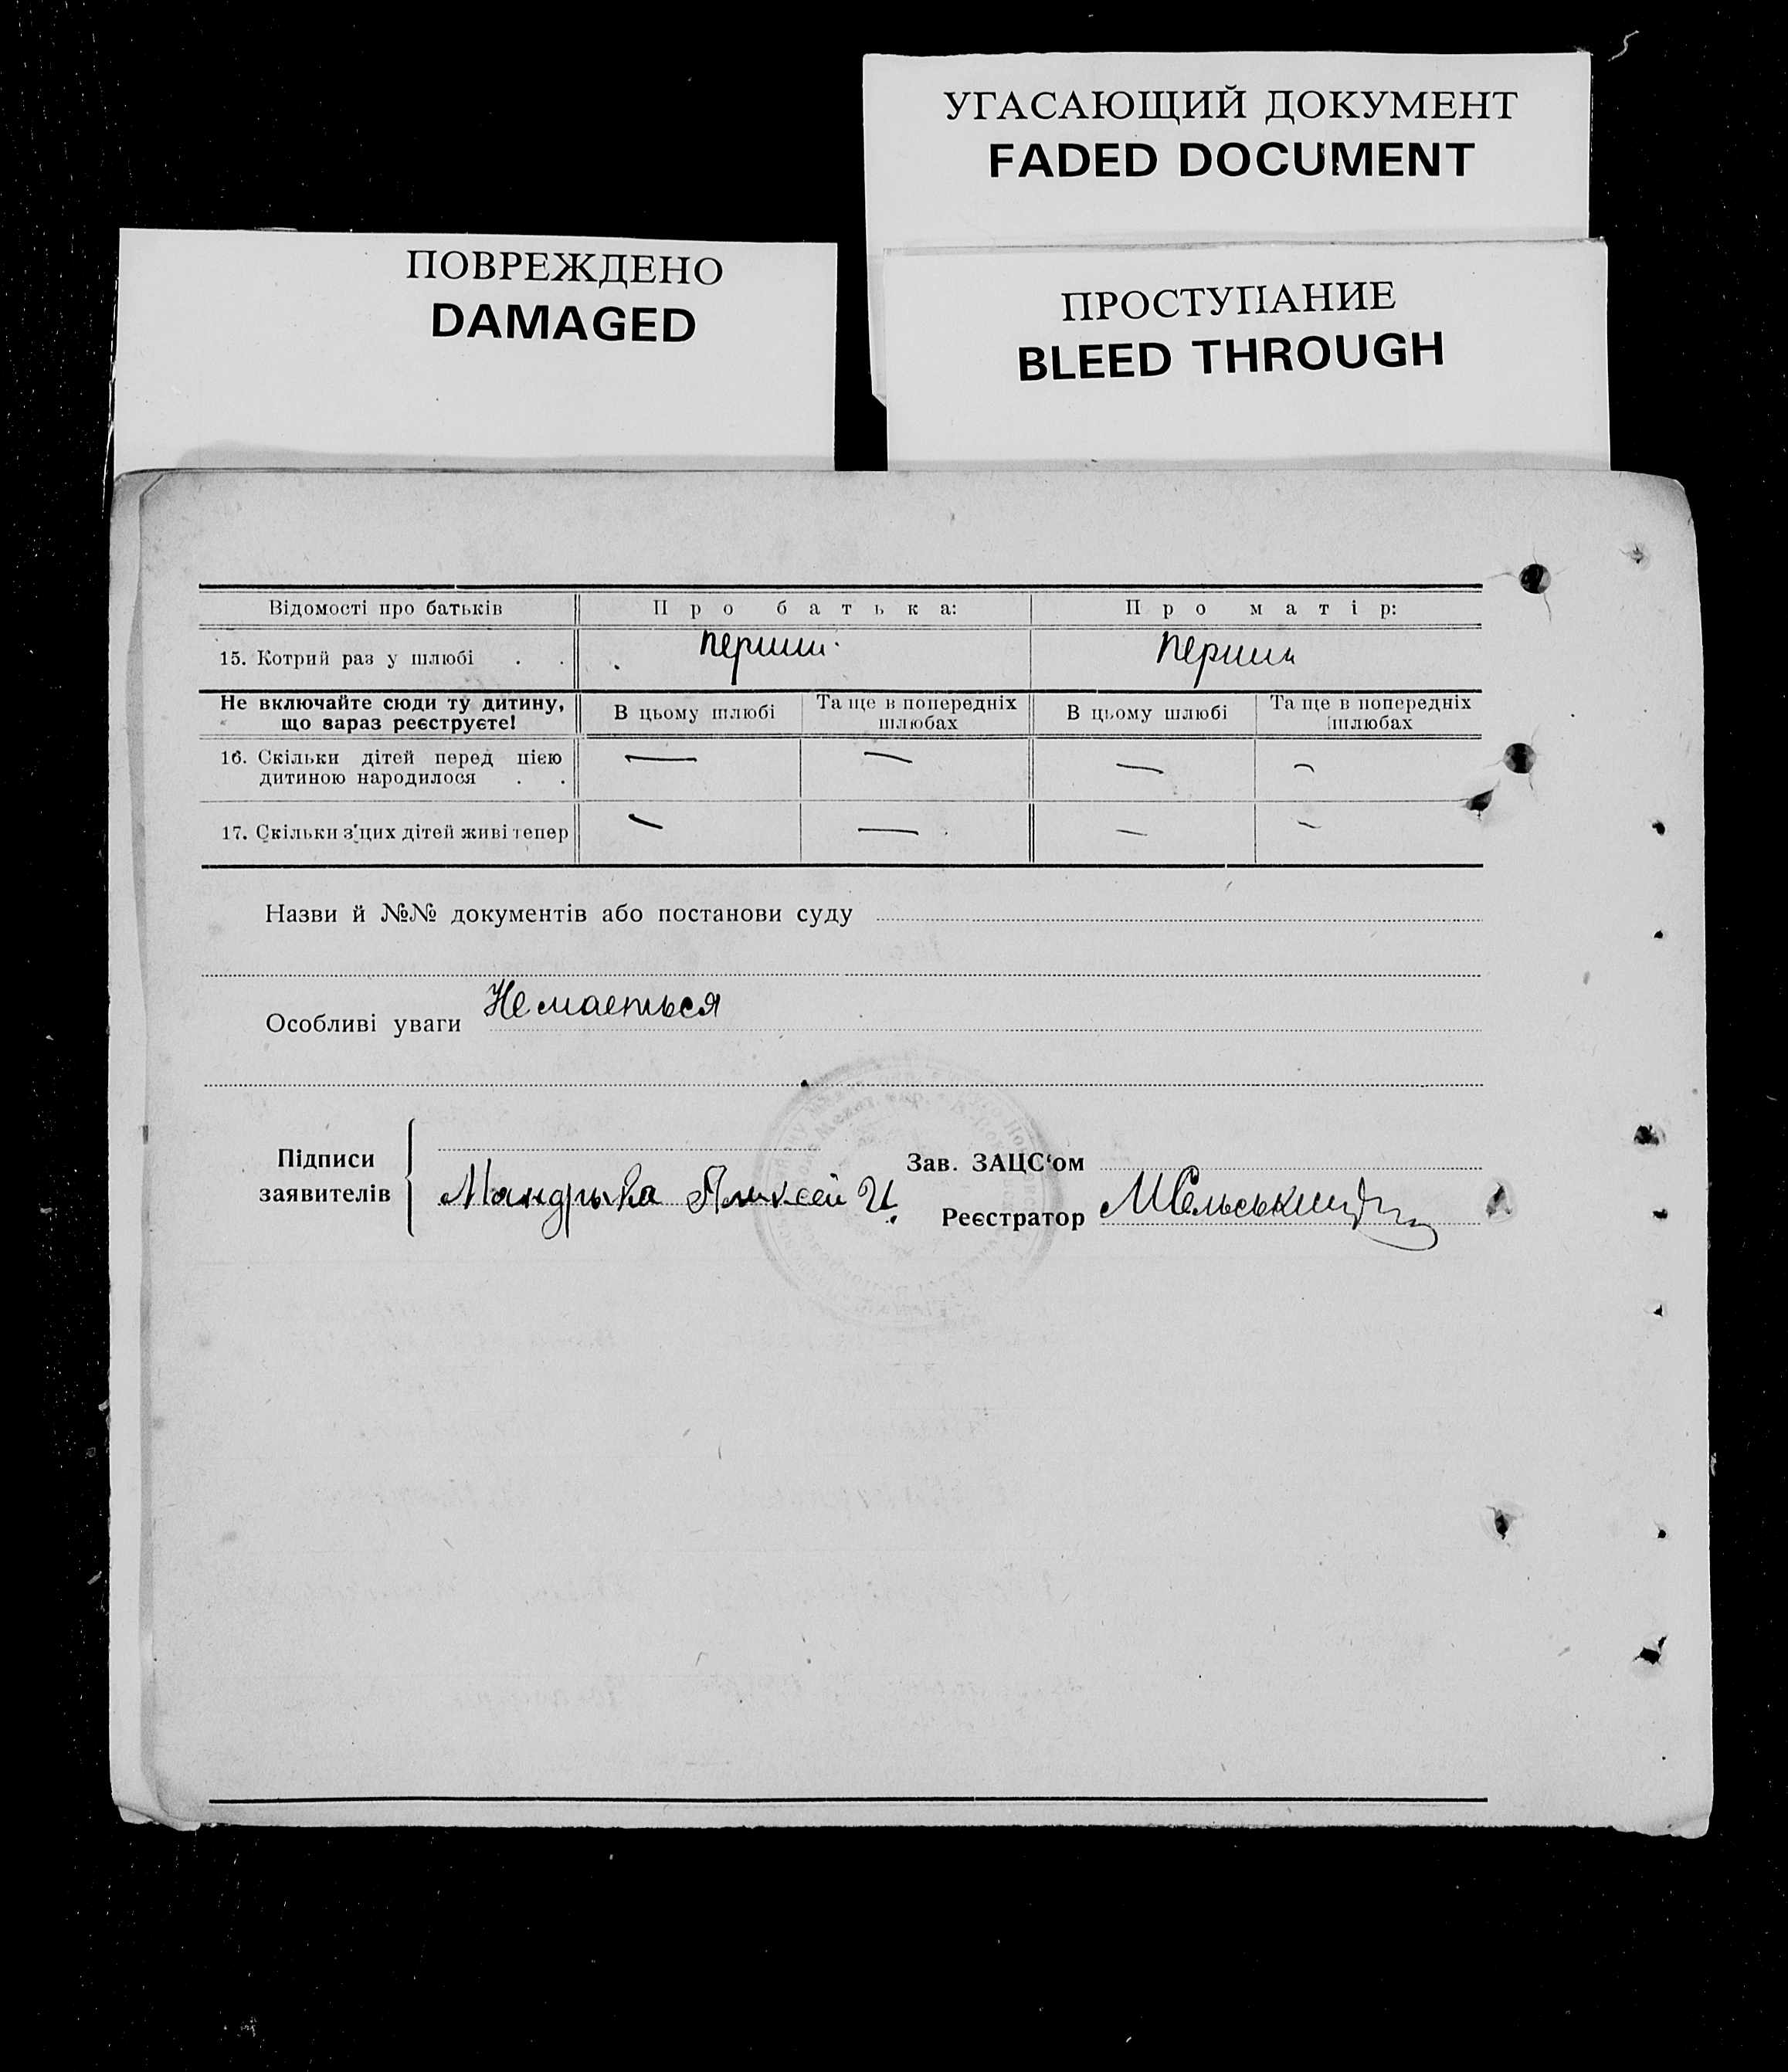 УГАСАЮЩИЙ ДОКУМЕНТ
FADED DOCUMENT
ПОВРЕЖДЕНО
DAMAGED
ПРОСТУПАНИЕ
BLEED THROUGH
Відомості про батьків Про батька: Про матір:
15. Котрий раз у шлюбі . . перший перший
Не включайте сюди ту дитину, що вараз реєструєте! В цьому шлюбі Та ще в попередніх шлюбах В цьому шлюбі Та ще в попередніх шлюбах
16. Скільки дітей перед цією дитиною народилося . . — — — —
17. Скільки з'цих дітей живі тепер — — — —
Назви й №№ документів або постанови суду
Особливі уваги Не мається
Підписи заявителів
Мандрыка Алексей И.
Зав. ЗАЦС‘ом
Реєстратор